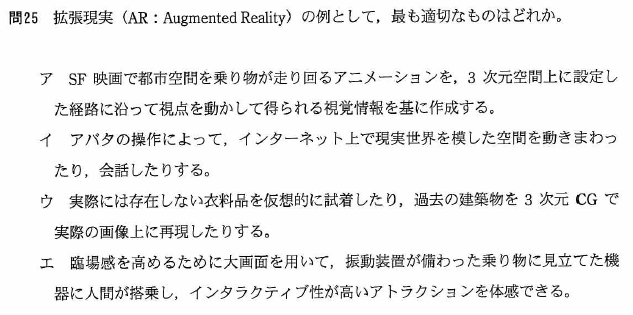 問25 拡張現実（AR：Augmented Reality）の例として，最も適切なものはどれか。
ア SF 映画で都市空間を乗り物が走り回るアニメーションを，3 次元空間上に設定し
た経路に沿って視点を動かして得られる視覚情報を基に作成する。
イ アバタの操作によって，インターネット上で現実世界を模した空間を動きまわっ
たり，会話したりする。
ウ 実際には存在しない衣料品を仮想的に試着したり，過去の建築物を 3 次元 CG で
実際の画像上に再現したりする。
エ 臨場感を高めるために大画面を用いて，振動装置が備わった乗り物に見立てた機
器に人間が搭乗し，インタラクティブ性が高いアトラクションを体感できる。